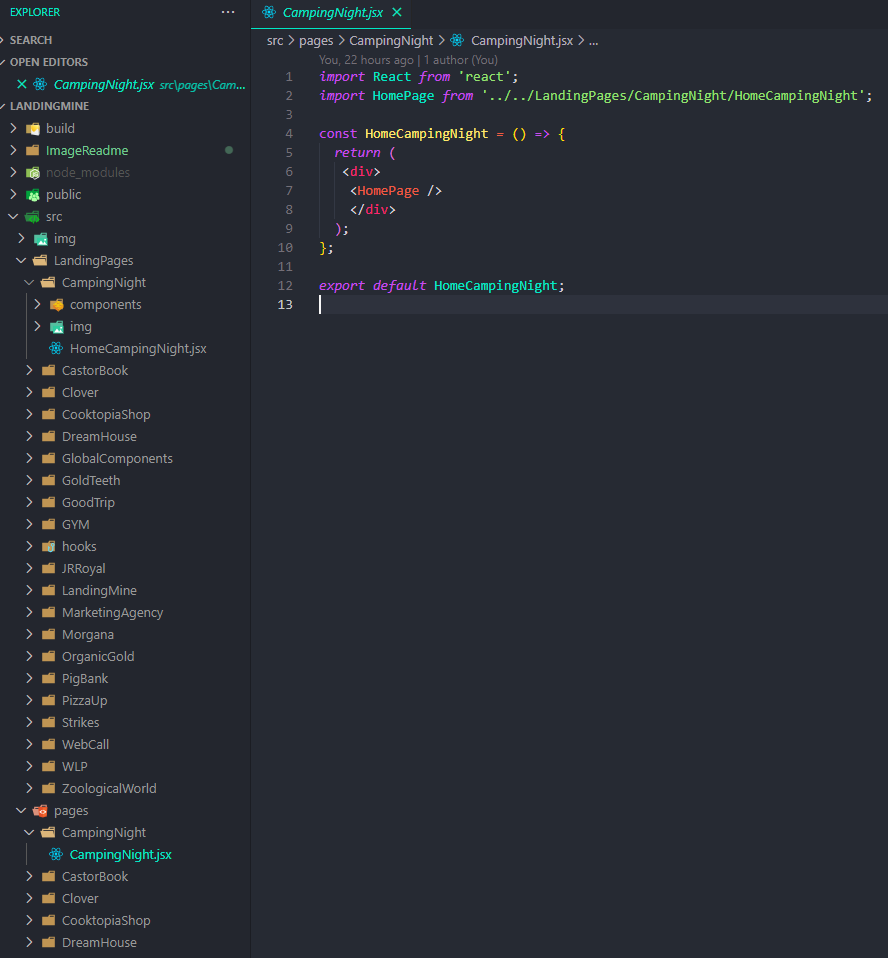 EXPLORER
SEARCH
OPEN EDITORS
CampingNight.jsx src\pages\Cam...
LANDINGMINE
build
ImageReadme
node_modules
public
src
img
LandingPages
CampingNight
components
img
HomeCampingNight.jsx
CastorBook
Clover
CooktopiaShop
DreamHouse
GlobalComponents
GoldTeeth
GoodTrip
GYM
hooks
JRRoyal
LandingMine
MarketingAgency
Morgana
OrganicGold
PigBank
PizzaUp
Strikes
WebCall
WLP
ZoologicalWorld
pages
CampingNight
CampingNight.jsx
CastorBook
Clover
CooktopiaShop
DreamHouse
CampingNight.jsx
src > pages > CampingNight > CampingNight.jsx > ...
You, 22 hours ago | 1 author (You)
1 import React from 'react';
2 import HomePage from '../../LandingPages/CampingNight/HomeCampingNight';
3
4 const HomeCampingNight = () => {
5 return (
6 <div>
7 <HomePage />
8 </div>
9 );
10 };
11
12 export default HomeCampingNight;
13